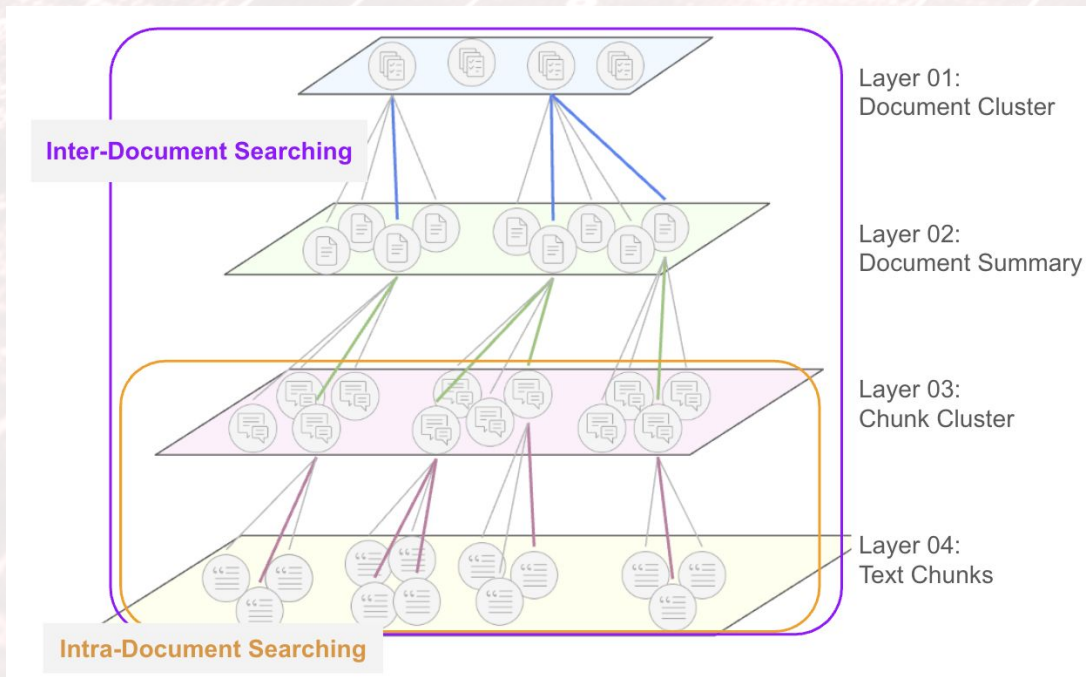 Layer 01:
Document Cluster
Inter-Document Searching
Layer 02:
Document Summary
Layer 03:
Chunk Cluster
Layer 04:
Text Chunks
Intra-Document Searching